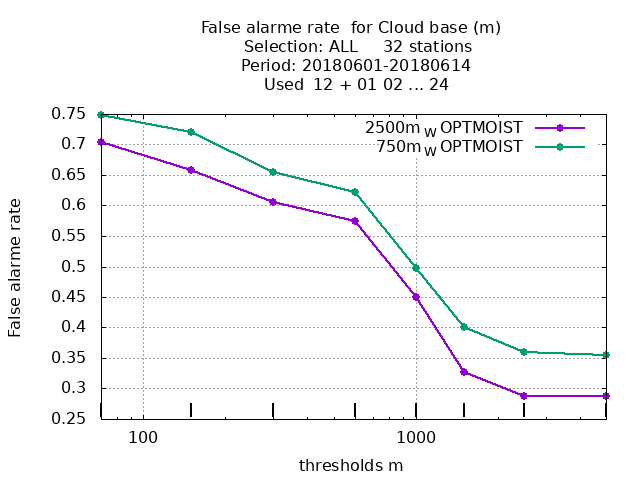 False alarme rate  for Cloud base (m)
Selection: ALL     32 stations
Period: 20180601-20180614
Used  12 + 01 02 ... 24
0.75
0.7
0.65
0.6
0.55
0.5
0.45
0.4
0.35
0.3
0.25
False alarme rate
2500m W OPTMOIST
750m W OPTMOIST
100
1000
thresholds m